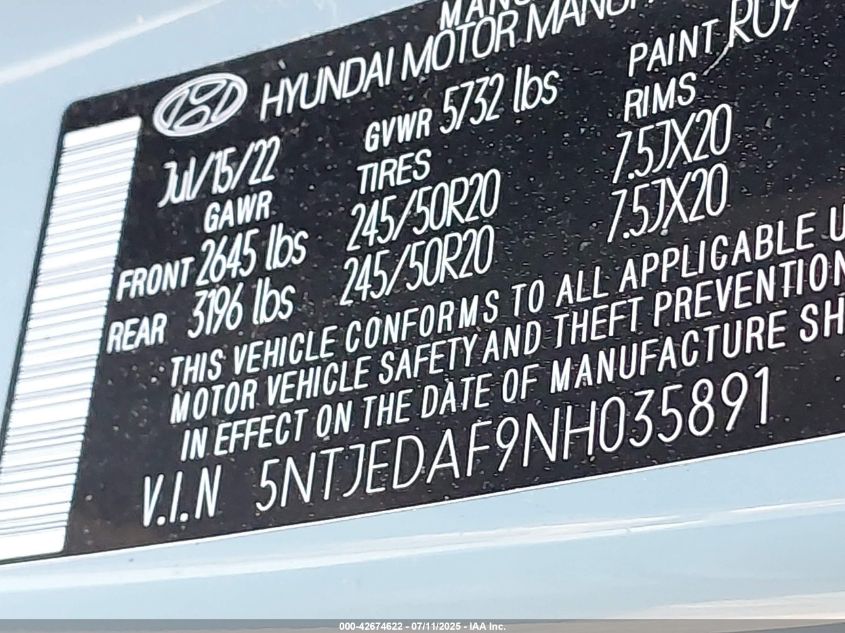 HYUNDAI MOTOR
Jul/15/22 GVWR 5732 lbs PAINT RU9
GAWR TIRES RIMS
FRONT 2645 lbs 245/50R20 7.5JX20
REAR 3196 lbs 245/50R20 7.5JX20
THIS VEHICLE CONFORMS TO ALL APPLICABLE
MOTOR VEHICLE SAFETY AND THEFT PREVENTION
IN EFFECT ON THE DATE OF MANUFACTURE SH
V.I.N 5NTJEDAF9NH035891
000-42674622 - 07/11/2025 - IAA Inc.